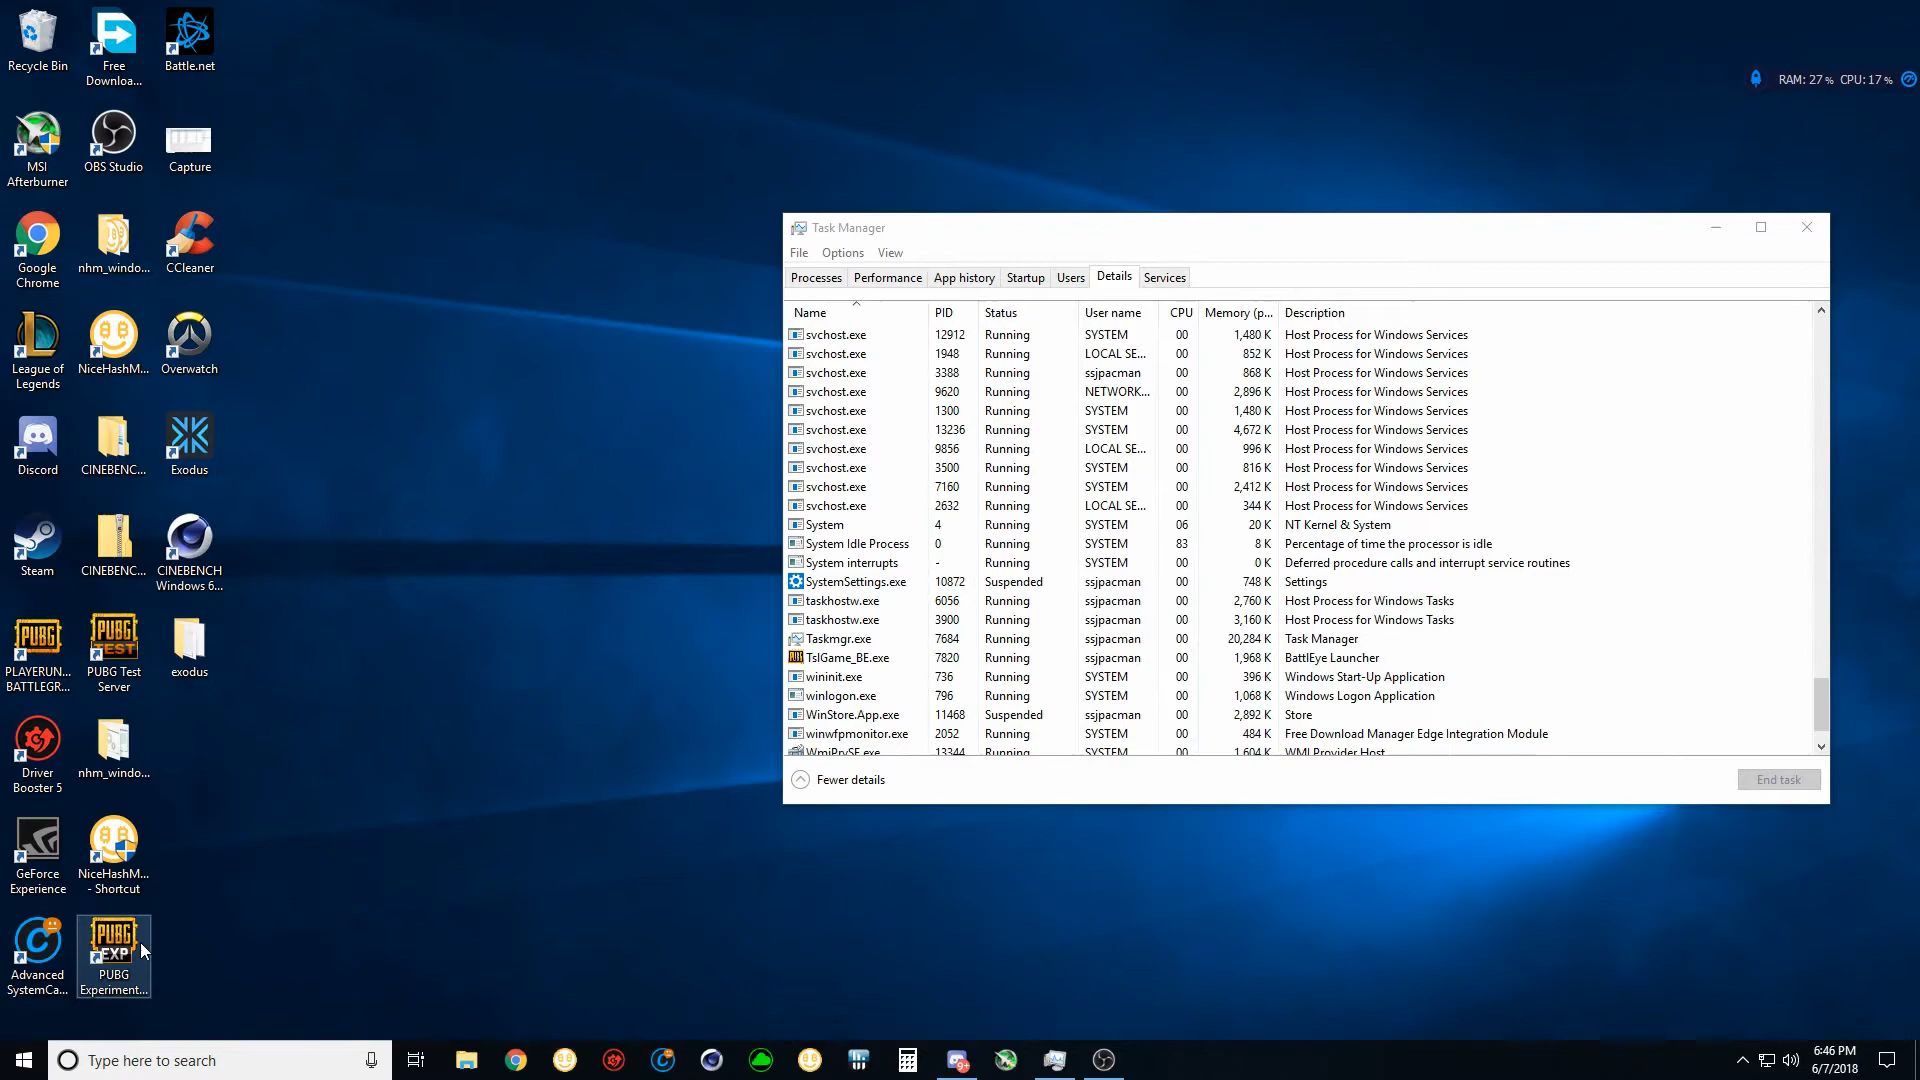 Recycle Bin
Free
Downloa...
Battle.net
MSI
Afterburner
OBS Studio
Capture
Google
Chrome
nhm_windo...
CCleaner
League of
Legends
NiceHashM...
Overwatch
Discord
CINEBENC...
Exodus
Steam
CINEBENC...
CINEBENCH
Windows 6...
PUBG
PLAYERUN...
BATTLEGR...
PUBG
TEST
PUBG Test
Server
exodus
Driver
Booster 5
nhm_windo...
GeForce
Experience
NiceHashM...
- Shortcut
Advanced
SystemCa...
PUBG
EXP
PUBG
Experiment...
RAM: 27 % CPU: 17 %
Task Manager
File Options View
Processes Performance App history Startup Users Details Services
Name PID Status User name CPU Memory (p... Description
svchost.exe 12912 Running SYSTEM 00 1,480 K Host Process for Windows Services
svchost.exe 1948 Running LOCAL SE... 00 852 K Host Process for Windows Services
svchost.exe 3388 Running ssjpacman 00 868 K Host Process for Windows Services
svchost.exe 9620 Running NETWORK... 00 2,896 K Host Process for Windows Services
svchost.exe 1300 Running SYSTEM 00 1,480 K Host Process for Windows Services
svchost.exe 13236 Running SYSTEM 00 4,672 K Host Process for Windows Services
svchost.exe 9856 Running LOCAL SE... 00 996 K Host Process for Windows Services
svchost.exe 3500 Running SYSTEM 00 816 K Host Process for Windows Services
svchost.exe 7160 Running SYSTEM 00 2,412 K Host Process for Windows Services
svchost.exe 2632 Running LOCAL SE... 00 344 K Host Process for Windows Services
System 4 Running SYSTEM 06 20 K NT Kernel & System
System Idle Process 0 Running SYSTEM 83 8 K Percentage of time the processor is idle
System interrupts - Running SYSTEM 00 0 K Deferred procedure calls and interrupt service routines
SystemSettings.exe 10872 Suspended ssjpacman 00 748 K Settings
taskhostw.exe 6056 Running ssjpacman 00 2,760 K Host Process for Windows Tasks
taskhostw.exe 3900 Running ssjpacman 00 3,160 K Host Process for Windows Tasks
Taskmgr.exe 7684 Running ssjpacman 00 20,284 K Task Manager
TslGame_BE.exe 7820 Running ssjpacman 00 1,968 K BattlEye Launcher
wininit.exe 736 Running SYSTEM 00 396 K Windows Start-Up Application
winlogon.exe 796 Running SYSTEM 00 1,068 K Windows Logon Application
WinStore.App.exe 11468 Suspended ssjpacman 00 2,892 K Store
winwfpmonitor.exe 2052 Running SYSTEM 00 484 K Free Download Manager Edge Integration Module
WmiPrvSE.exe 13344 Running SYSTEM 00 1,604 K WMI Provider Host
Fewer details
End task
Type here to search
9+
6:46 PM
6/7/2018